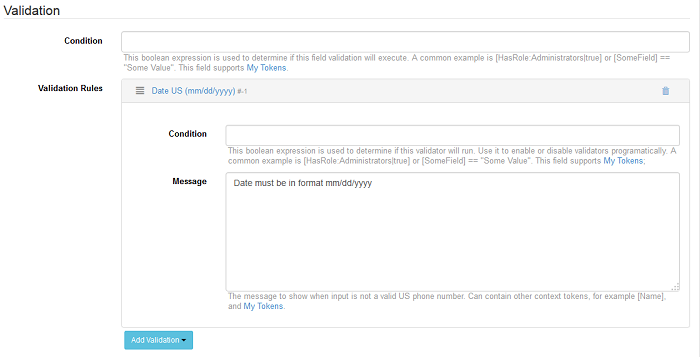 Validation
Condition
This boolean expression is used to determine if this field validation will execute. A common example is [HasRole:Administrators|true] or [SomeField] ==
"Some Value". This field supports My Tokens.
Validation Rules
Date US (mm/dd/yyyy) #-1
Condition
This boolean expression is used to determine if this validator will run. Use it to enable or disable validators programatically. A
common example is [HasRole:Administrators|true] or [SomeField] == "Some Value". This field supports My Tokens;
Message
Date must be in format mm/dd/yyyy
The message to show when input is not a valid US phone number. Can contain other context tokens, for example [Name],
and My Tokens.
Add Validation